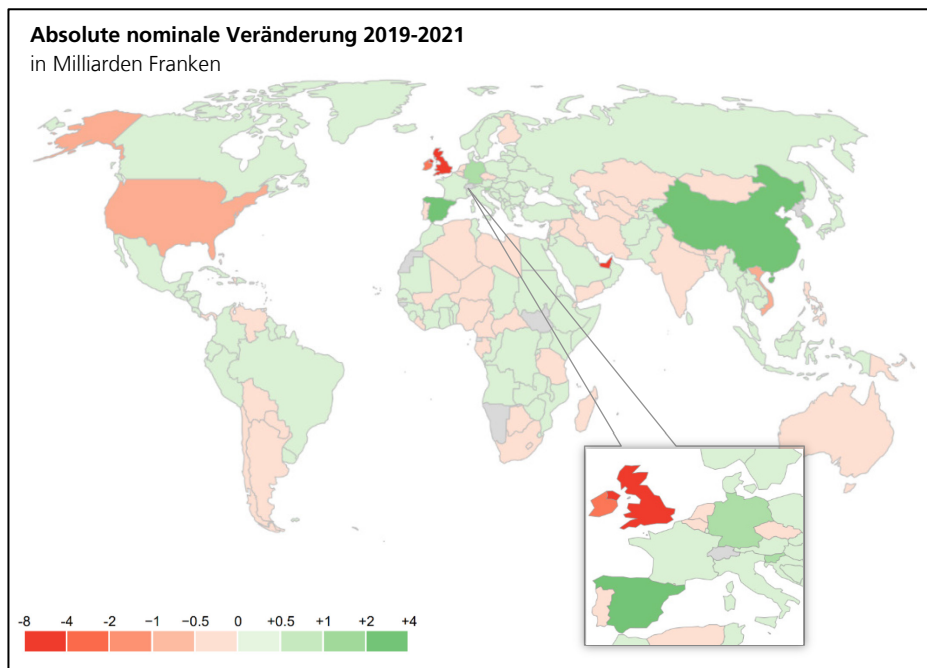 Absolute nominale Veränderung 2019-2021
in Milliarden Franken
-8 -4 -2 -1 -0.5 0 +0.5 +1 +2 +4